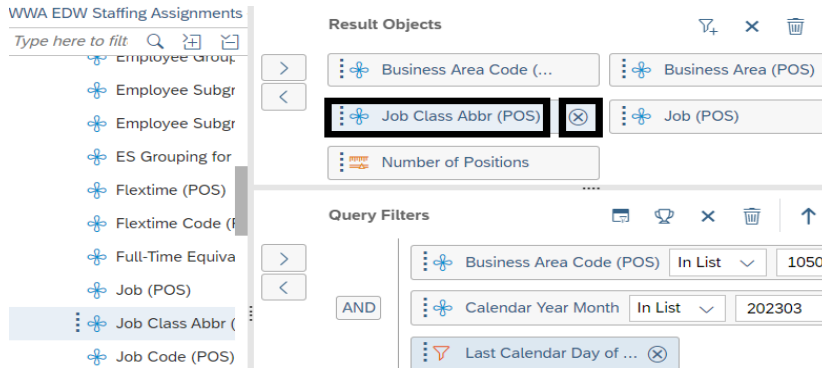 WWA EDW Staffing Assignments
Type here to filt
Employee Group
Employee Subgr
Employee Subgr
ES Grouping for
Flextime (POS)
Flextime Code (F
Full-Time Equiva
Job (POS)
Job Class Abbr (
Job Code (POS)
Result Objects
Business Area Code (...
Business Area (POS)
Job Class Abbr (POS)
Job (POS)
Number of Positions
Query Filters
Business Area Code (POS) In List 1050
AND
Calendar Year Month In List 202303
Last Calendar Day of ...